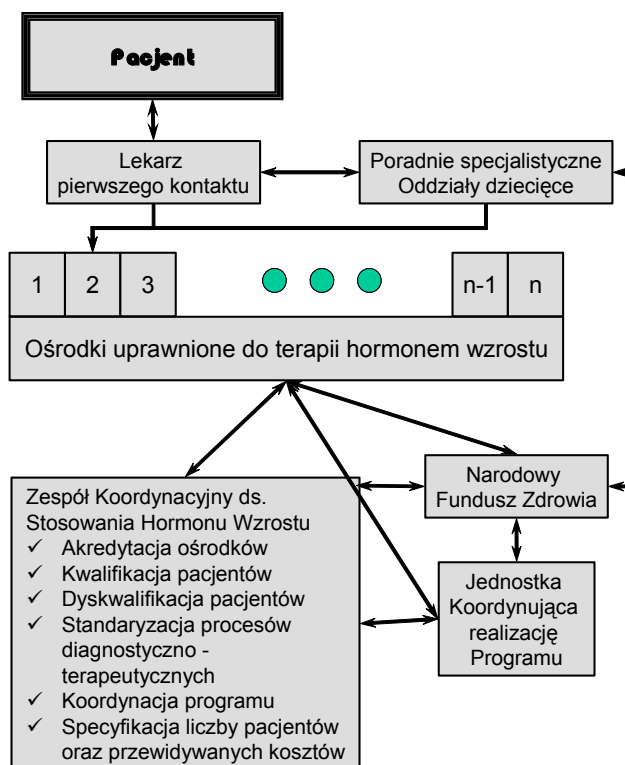 Pacjent
Lekarz
pierwszego kontaktu
Poradnie specjalistyczne
Oddziały dziecięce
1 2 3 n-1 n
Ośrodki uprawnione do terapii hormonem wzrostu
Zespół Koordynacyjny ds.
Stosowania Hormonu Wzrostu
✓ Akredytacja ośrodków
✓ Kwalifikacja pacjentów
✓ Dyskwalifikacja pacjentów
✓ Standaryzacja procesów
diagnostyczno -
terapeutycznych
✓ Koordynacja programu
✓ Specyfikacja liczby pacjentów
oraz przewidywanych kosztów
Narodowy
Fundusz Zdrowia
Jednostka
Koordynująca
realizację
Programu